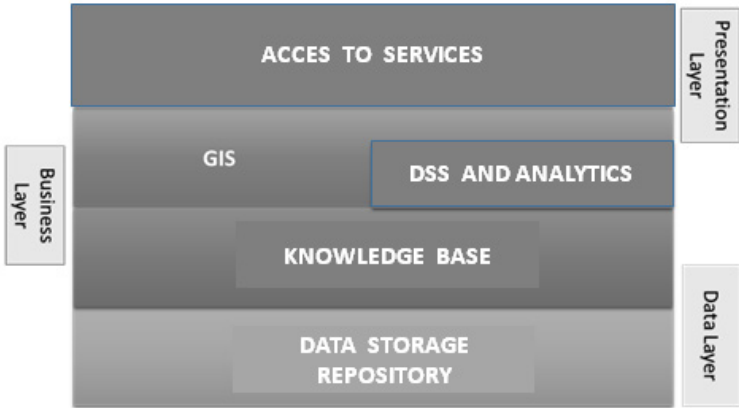 ACCES TO SERVICES
Presentation
Layer
GIS
DSS AND ANALYTICS
Business
Layer
KNOWLEDGE BASE
DATA STORAGE
REPOSITORY
Data Layer